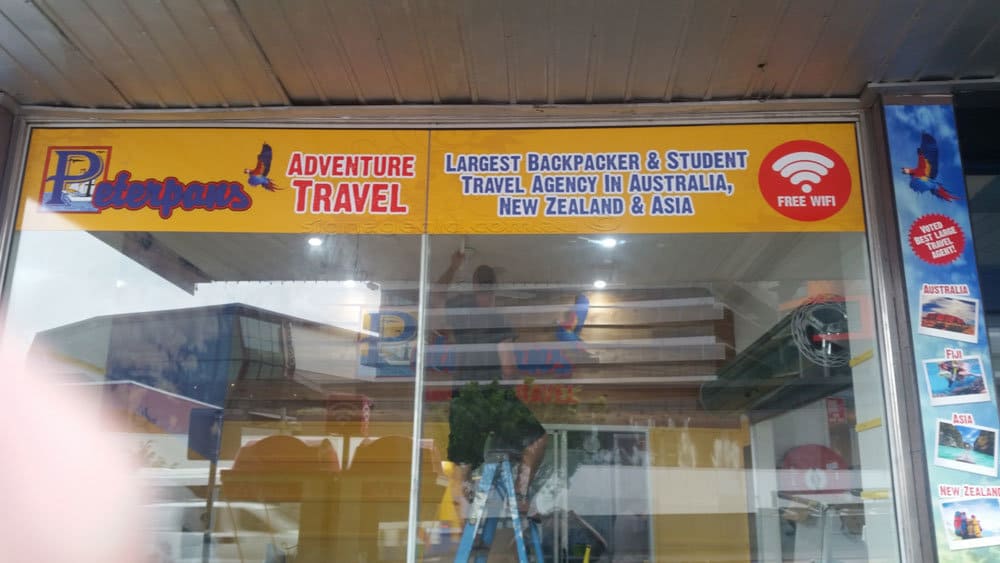 Peterpans
ADVENTURE
TRAVEL
LARGEST BACKPACKER & STUDENT
TRAVEL AGENCY IN AUSTRALIA,
NEW ZEALAND & ASIA
FREE WIFI
VOTED
BEST LARGE
TRAVEL
AGENT!
AUSTRALIA
FIJI
ASIA
NEW ZEALAND
TRAVEL